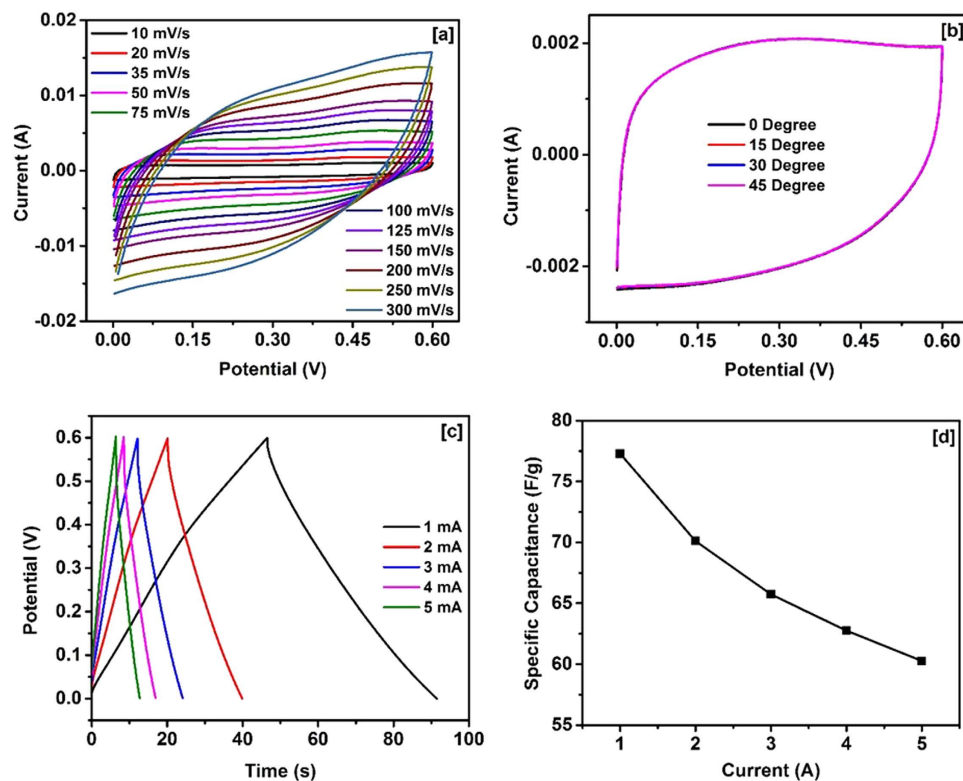 [a]
10 mV/s
20 mV/s
35 mV/s
50 mV/s
75 mV/s
100 mV/s
125 mV/s
150 mV/s
200 mV/s
250 mV/s
300 mV/s
0.02
0.01
0.00
-0.01
-0.02
Current (A)
0.00 0.15 0.30 0.45 0.60
Potential (V)
[b]
0 Degree
15 Degree
30 Degree
45 Degree
0.002
0.000
-0.002
Current (A)
0.00 0.15 0.30 0.45 0.60
Potential (V)
[c]
1 mA
2 mA
3 mA
4 mA
5 mA
0.6
0.5
0.4
0.3
0.2
0.1
0.0
Potential (V)
0 20 40 60 80 100
Time (s)
[d]
80
75
70
65
60
55
Specific Capacitance (F/g)
1 2 3 4 5
Current (A)